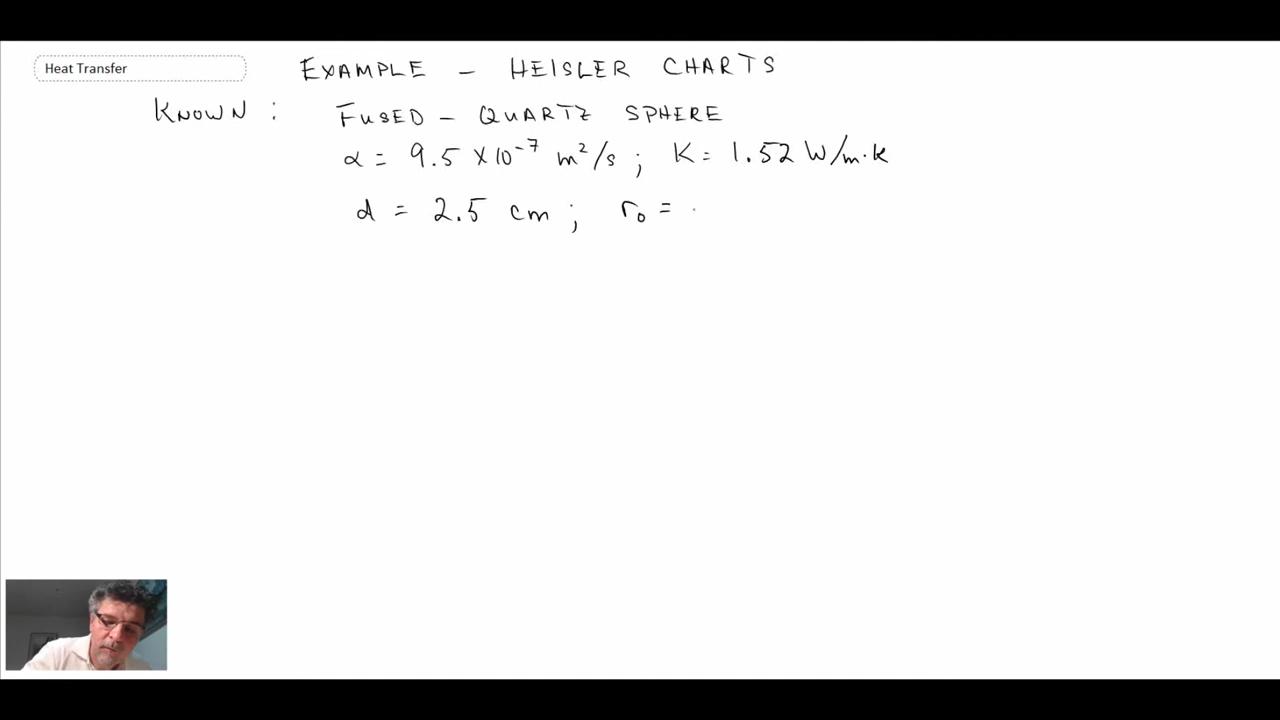 Heat Transfer
EXAMPLE - HEISLER CHARTS
KNOWN : FUSED - QUARTZ SPHERE
α = 9.5 × 10⁻⁷ m²/s ; K = 1.52 W/m·k
d = 2.5 cm ; r₀ =